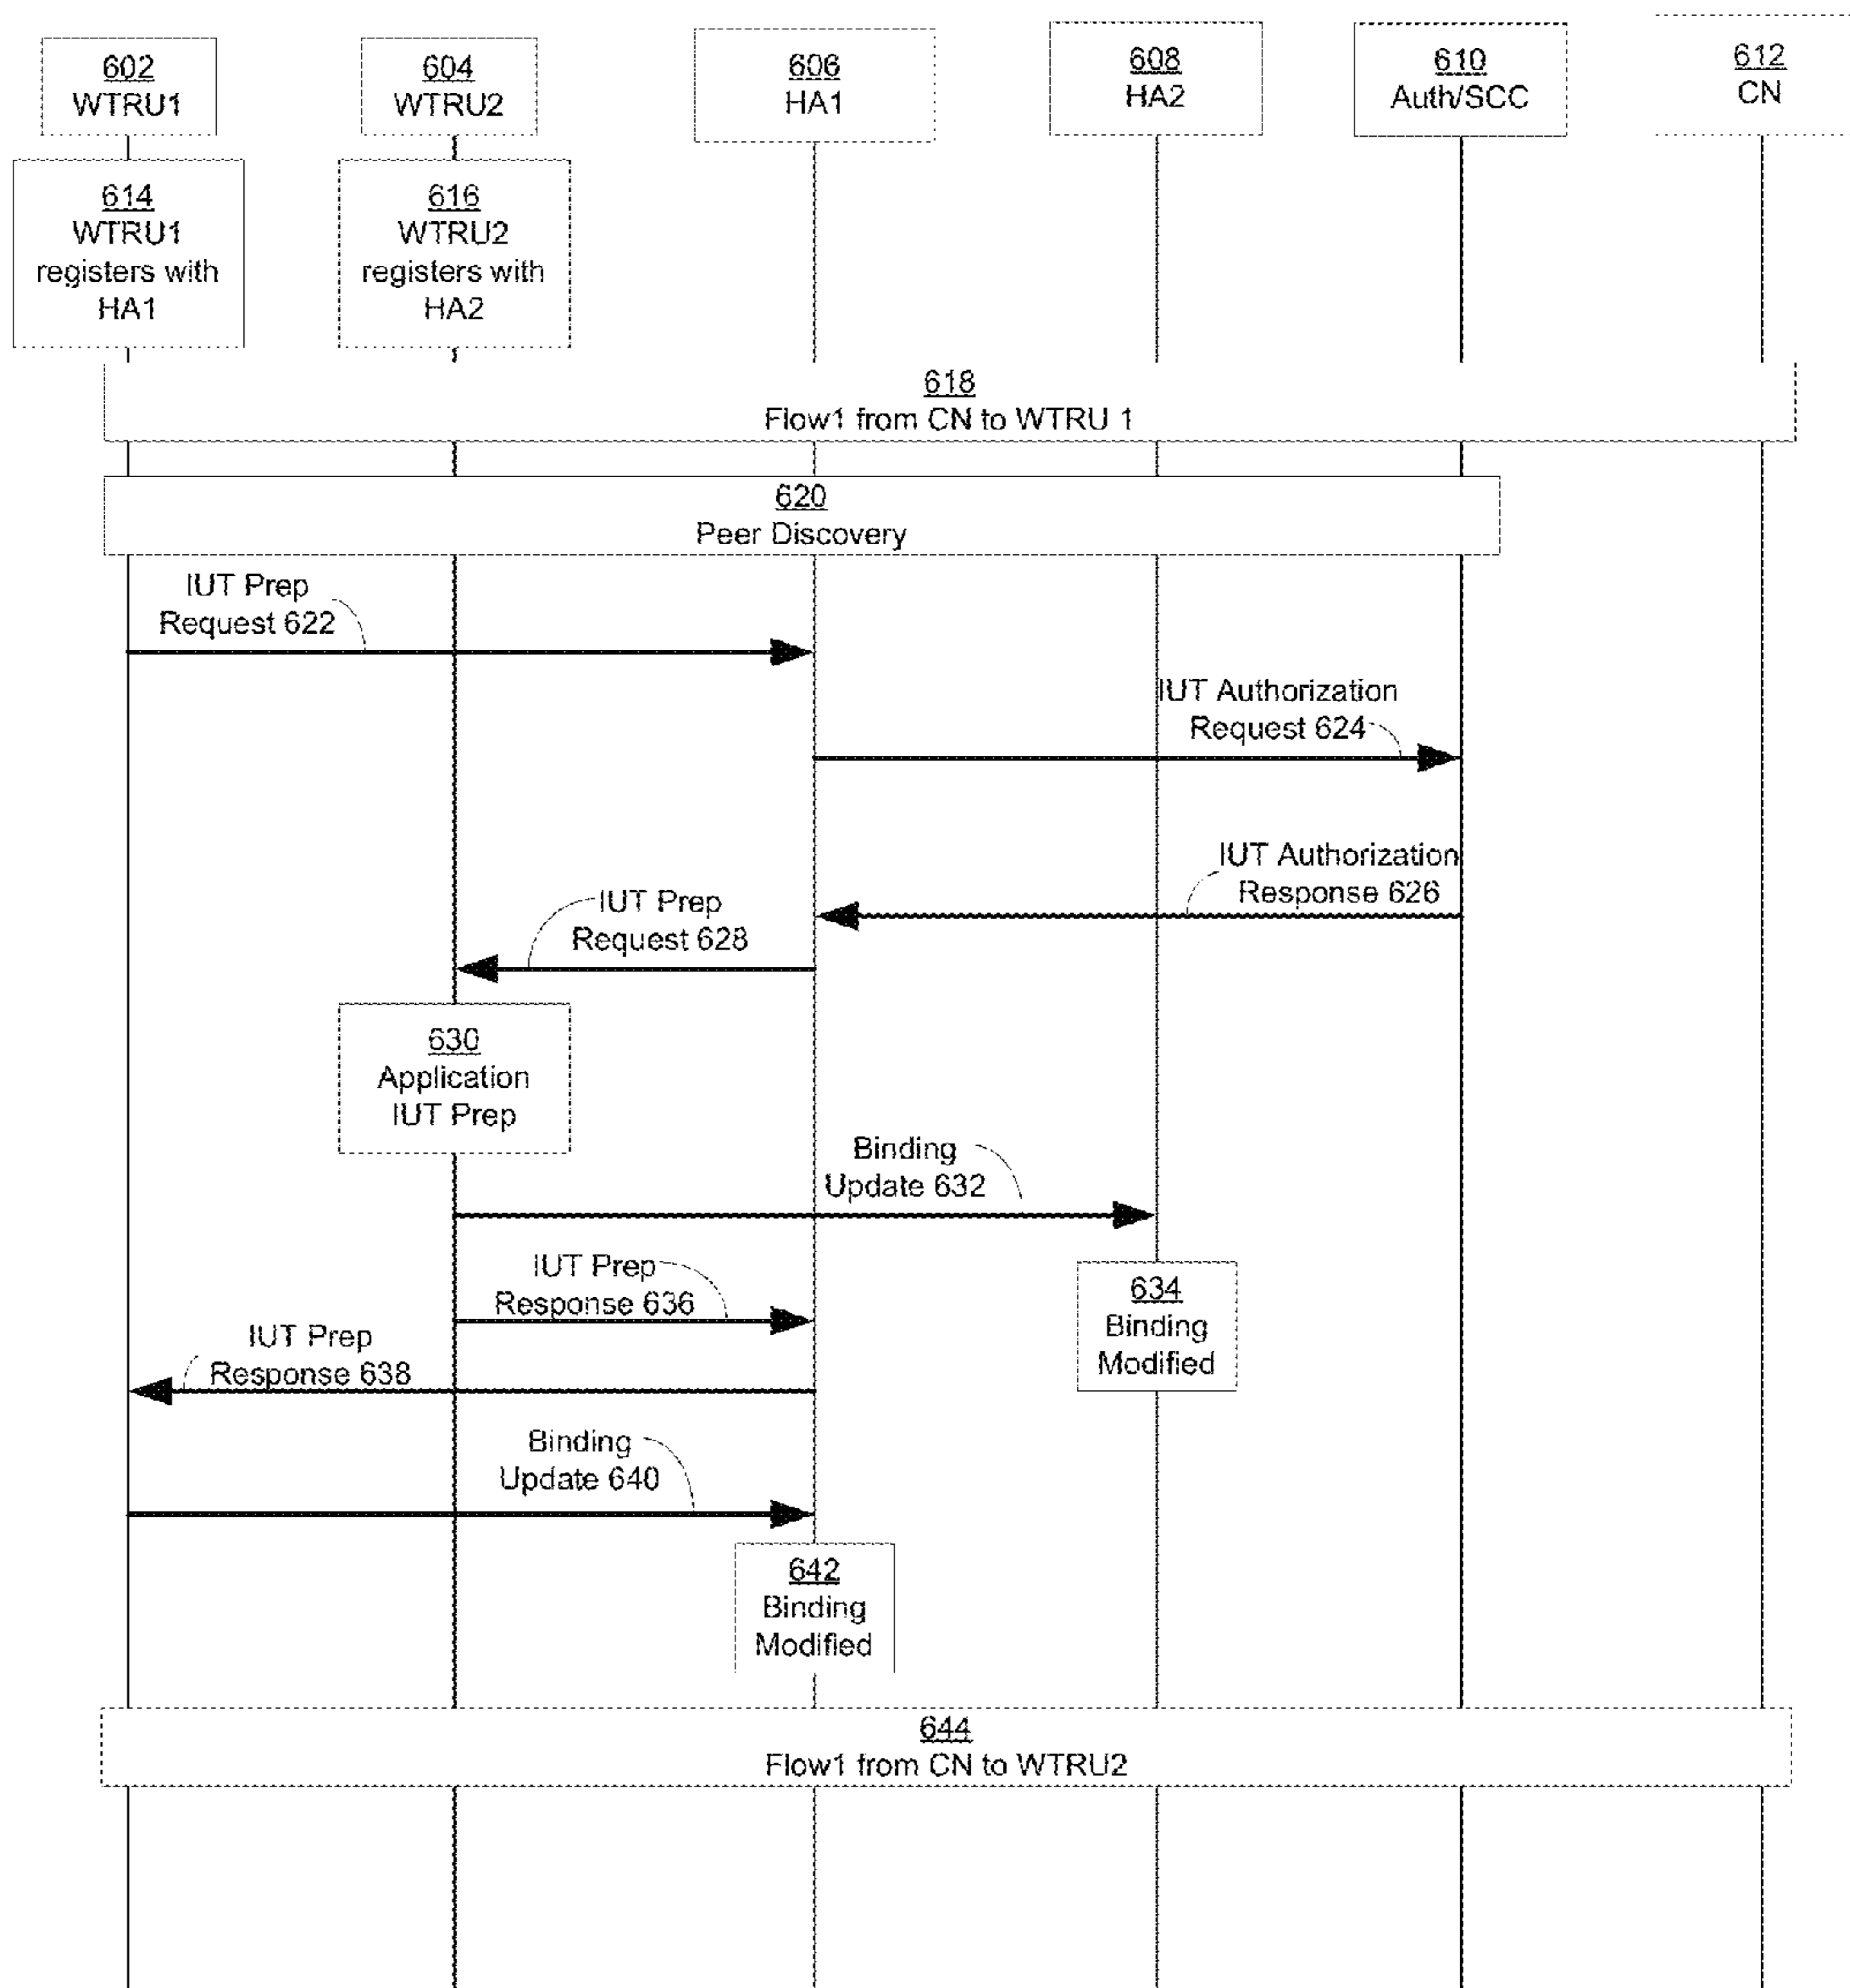 602
WTRU1
604
WTRU2
606
HA1
608
HA2
610
Auth/SCC
612
CN
614
WTRU1
registers with
HA1
616
WTRU2
registers with
HA2
618
Flow1 from CN to WTRU 1
620
Peer Discovery
IUT Prep
Request 622
IUT Authorization
Request 624
IUT Authorization
Response 626
IUT Prep
Request 628
630
Application
IUT Prep
Binding
Update 632
634
Binding
Modified
IUT Prep
Response 636
IUT Prep
Response 638
Binding
Update 640
642
Binding
Modified
644
Flow1 from CN to WTRU2